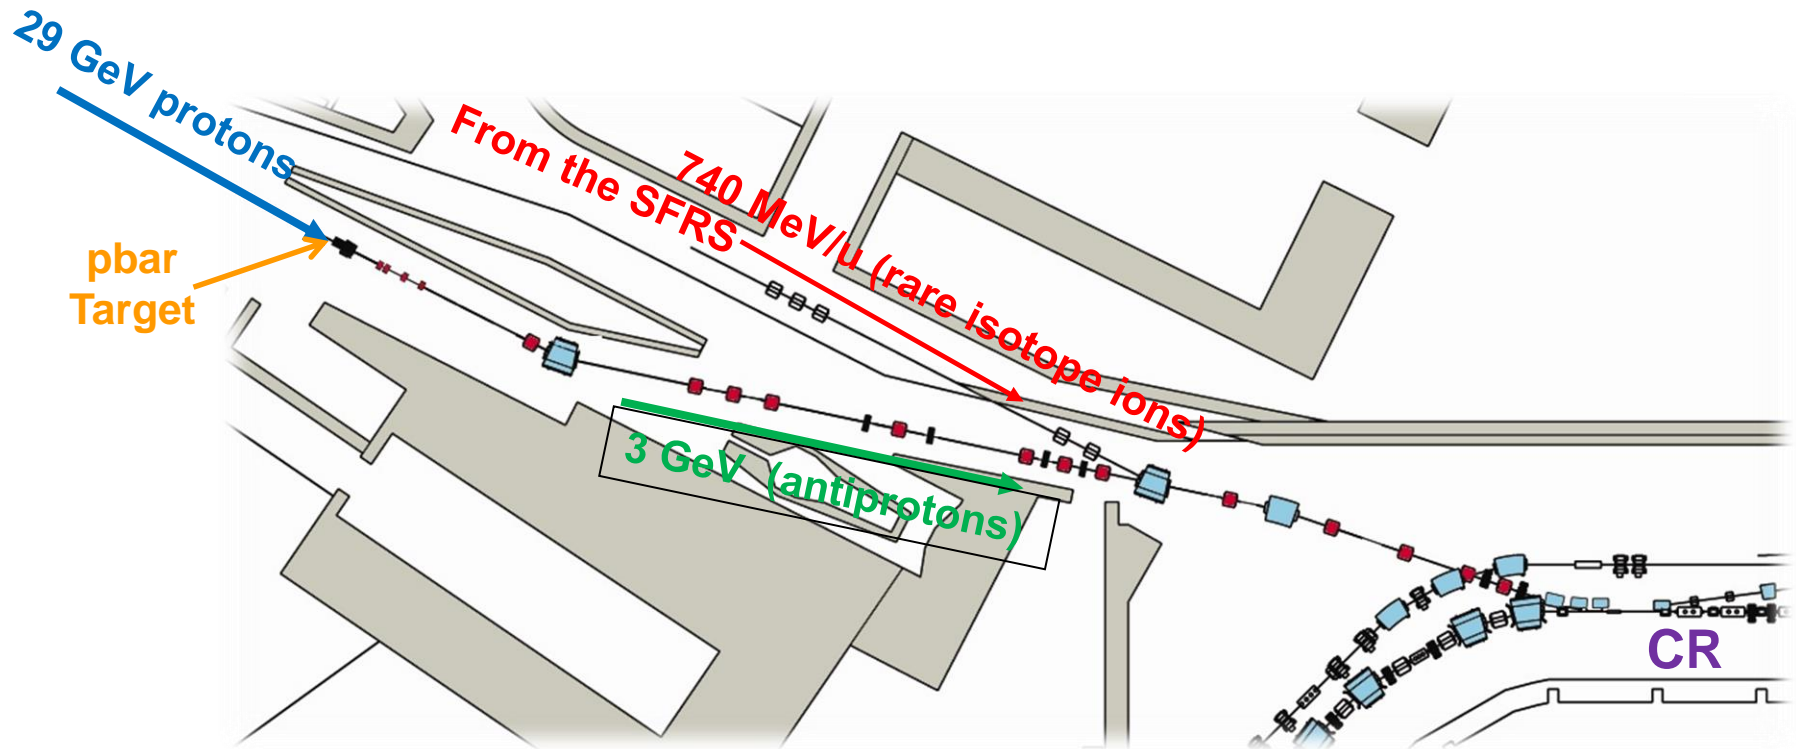 29 GeV protons
From the SFRS
740 MeV/u (rare isotope ions)
pbar
Target
3 GeV (antiprotons)
CR